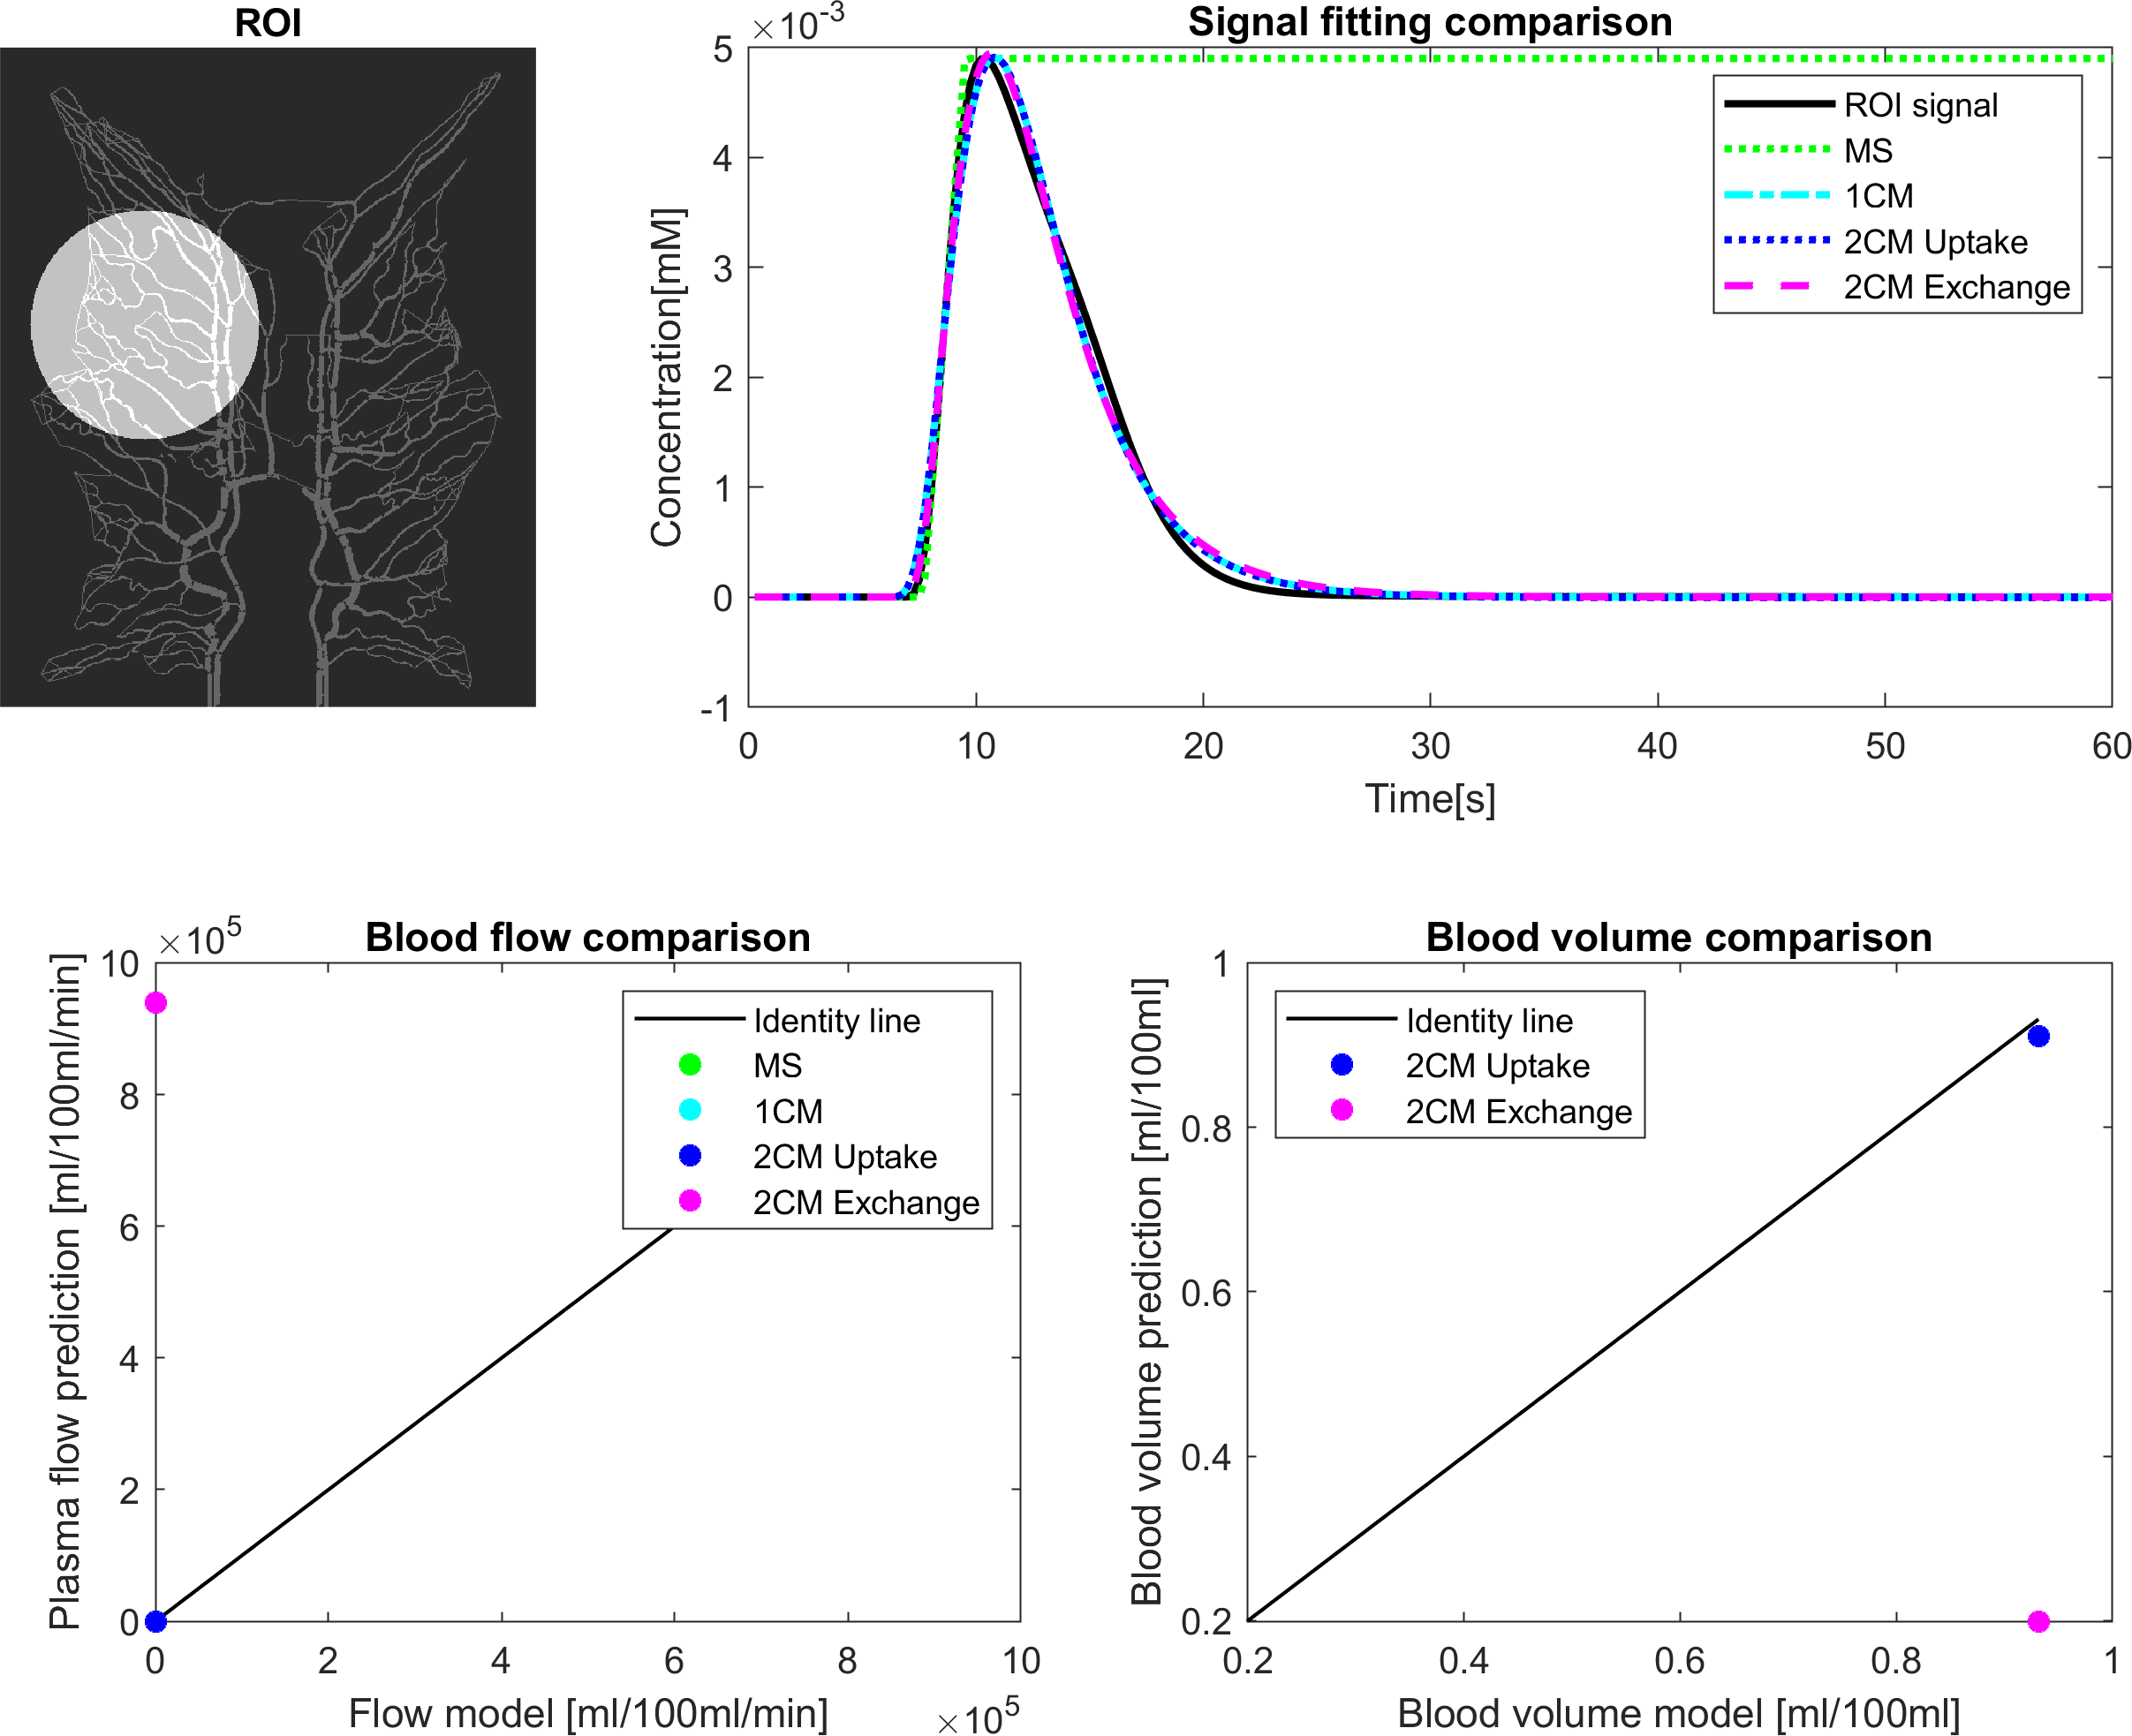 ROI
Signal fitting comparison
×10-3
5
4
3
2
1
0
-1
Concentration[mM]
0 10 20 30 40 50 60
Time[s]
ROI signal
MS
1CM
2CM Uptake
2CM Exchange
Blood flow comparison
×105
10
8
6
4
2
0
Plasma flow prediction [ml/100ml/min]
0 2 4 6 8 10
Flow model [ml/100ml/min]
×105
Identity line
MS
1CM
2CM Uptake
2CM Exchange
Blood volume comparison
1
0.8
0.6
0.4
0.2
Blood volume prediction [ml/100ml]
0.2 0.4 0.6 0.8 1
Blood volume model [ml/100ml]
Identity line
2CM Uptake
2CM Exchange